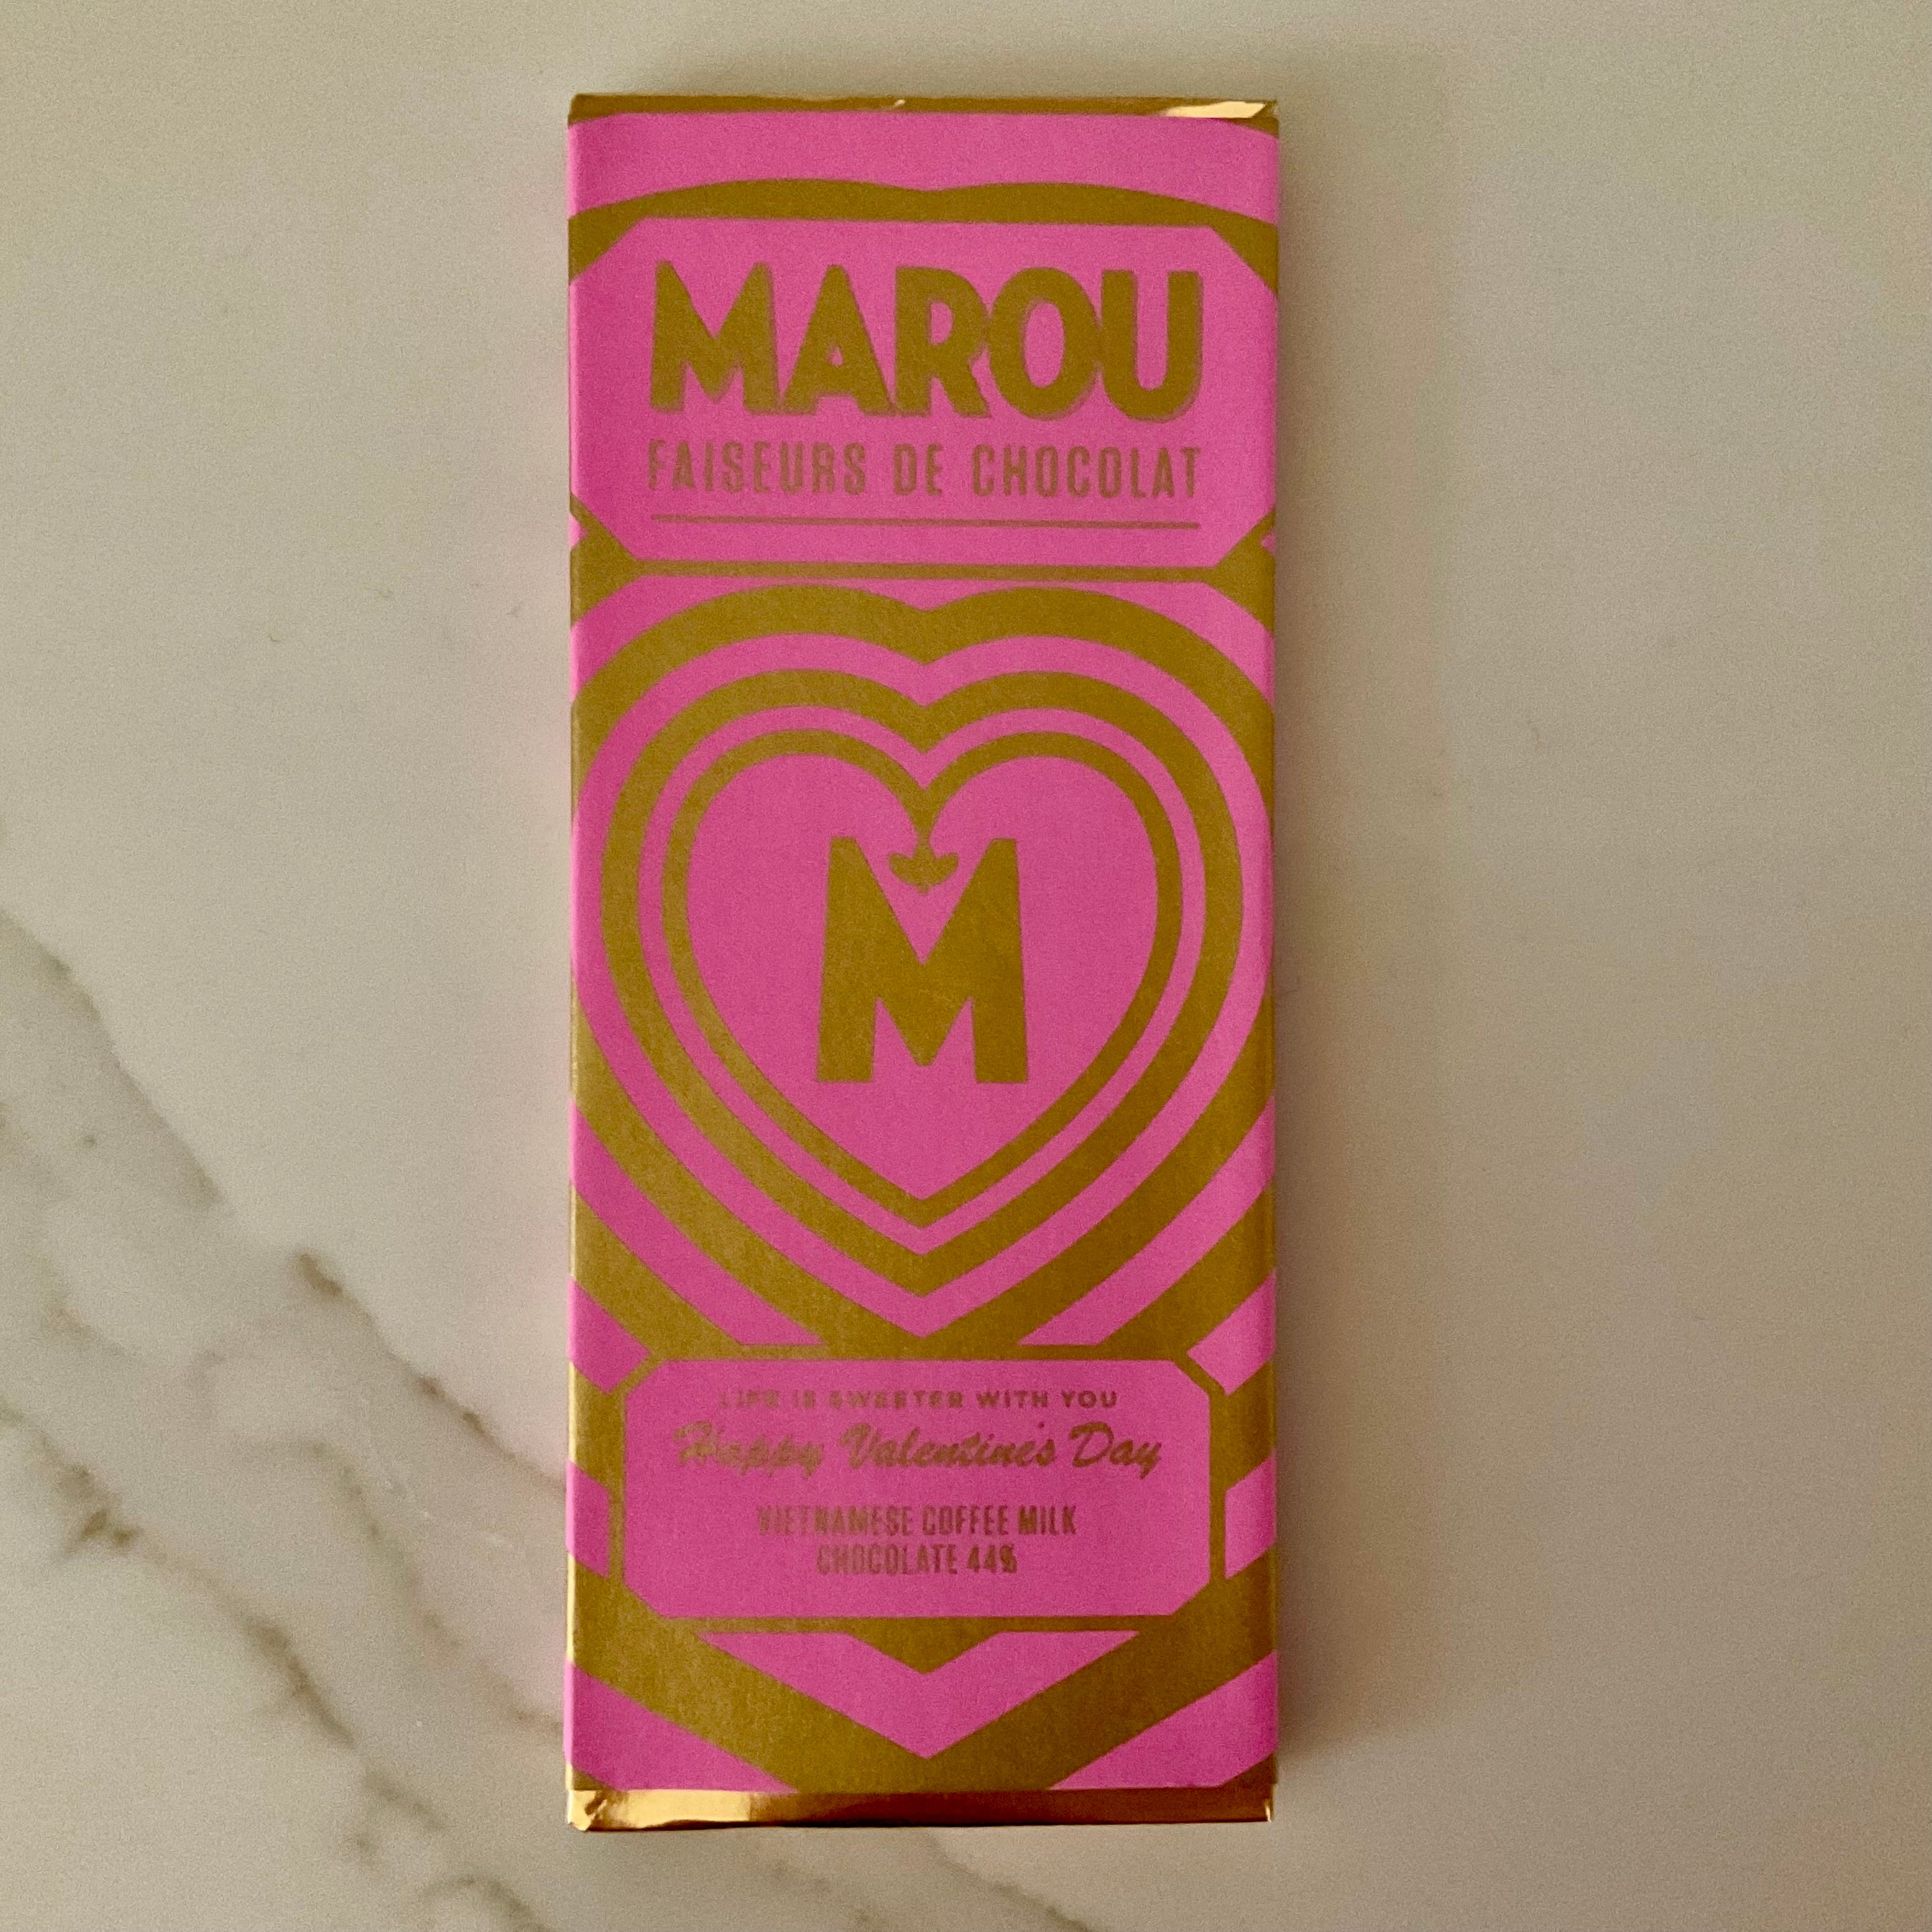 MAROU
FAISEURS DE CHOCOLAT
M
LIFE IS SWEETER WITH YOU
Happy Valentine's Day
VIETNAMESE COFFEE MILK
CHOCOLATE 44%